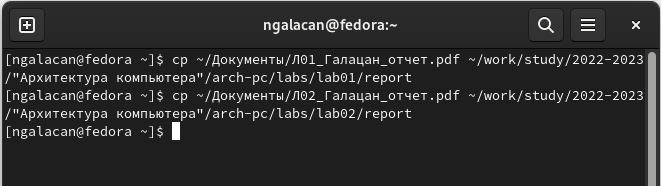 ngalacan@fedora:~
[ngalacan@fedora ~]$ cp ~/Документы/Л01_Галацан_отчет.pdf ~/work/study/2022-2023
/"Архитектура компьютера"/arch-pc/labs/lab01/report
[ngalacan@fedora ~]$ cp ~/Документы/Л02_Галацан_отчет.pdf ~/work/study/2022-2023
/"Архитектура компьютера"/arch-pc/labs/lab02/report
[ngalacan@fedora ~]$